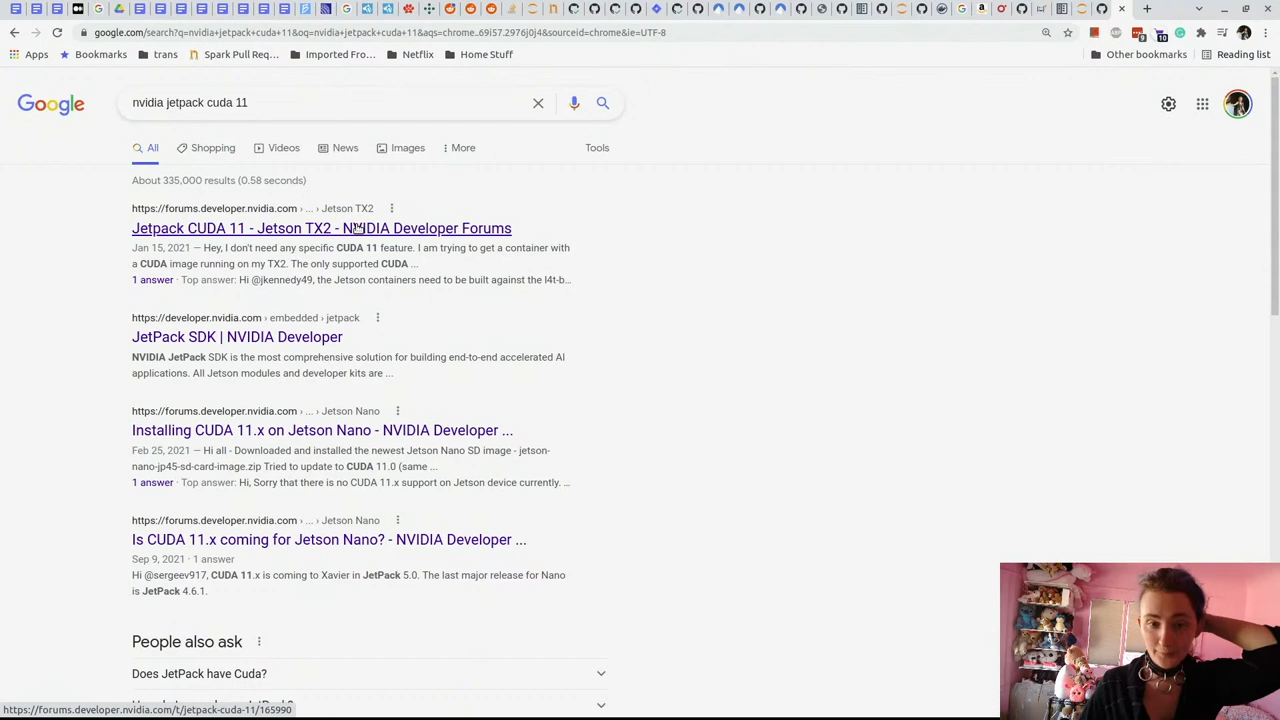 google.com/search?q=nvidia+jetpack+cuda+11&oq=nvidia+jetpack+cuda+11&aqs=chrome..69i57.2976j0j4&sourceid=chrome&ie=UTF-8
Apps Bookmarks trans Spark Pull Req... Imported Fro... Netflix Home Stuff Other bookmarks Reading list
Google nvidia jetpack cuda 11
All Shopping Videos News Images More Tools
About 335,000 results (0.58 seconds)
https://forums.developer.nvidia.com › ... › Jetson TX2
Jetpack CUDA 11 - Jetson TX2 - NVIDIA Developer Forums
Jan 15, 2021 — Hey, I don't need any specific CUDA 11 feature. I am trying to get a container with
a CUDA image running on my TX2. The only supported CUDA ...
1 answer · Top answer: Hi @jkennedy49, the Jetson containers need to be built against the l4t-b...
https://developer.nvidia.com › embedded › jetpack
JetPack SDK | NVIDIA Developer
NVIDIA JetPack SDK is the most comprehensive solution for building end-to-end accelerated AI
applications. All Jetson modules and developer kits are ...
https://forums.developer.nvidia.com › ... › Jetson Nano
Installing CUDA 11.x on Jetson Nano - NVIDIA Developer ...
Feb 25, 2021 — Hi all - Downloaded and installed the newest Jetson Nano SD image - jetson-
nano-jp45-sd-card-image.zip Tried to update to CUDA 11.0 (same ...
1 answer · Top answer: Hi, Sorry that there is no CUDA 11.x support on Jetson device currently. ...
https://forums.developer.nvidia.com › ... › Jetson Nano
Is CUDA 11.x coming for Jetson Nano? - NVIDIA Developer ...
Sep 9, 2021 · 1 answer
Hi @sergeev917, CUDA 11.x is coming to Xavier in JetPack 5.0. The last major release for Nano
is JetPack 4.6.1.
People also ask
Does JetPack have Cuda?
https://forums.developer.nvidia.com/t/jetpack-cuda-11/165990